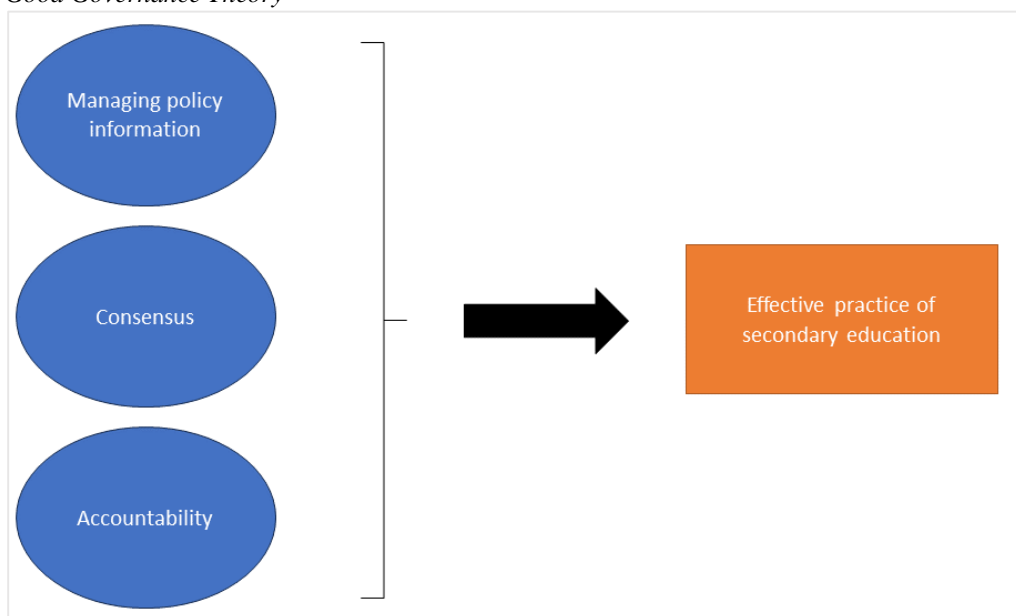 Good Governance Theory
Managing policy
information
Consensus
Effective practice of
secondary education
Accountability